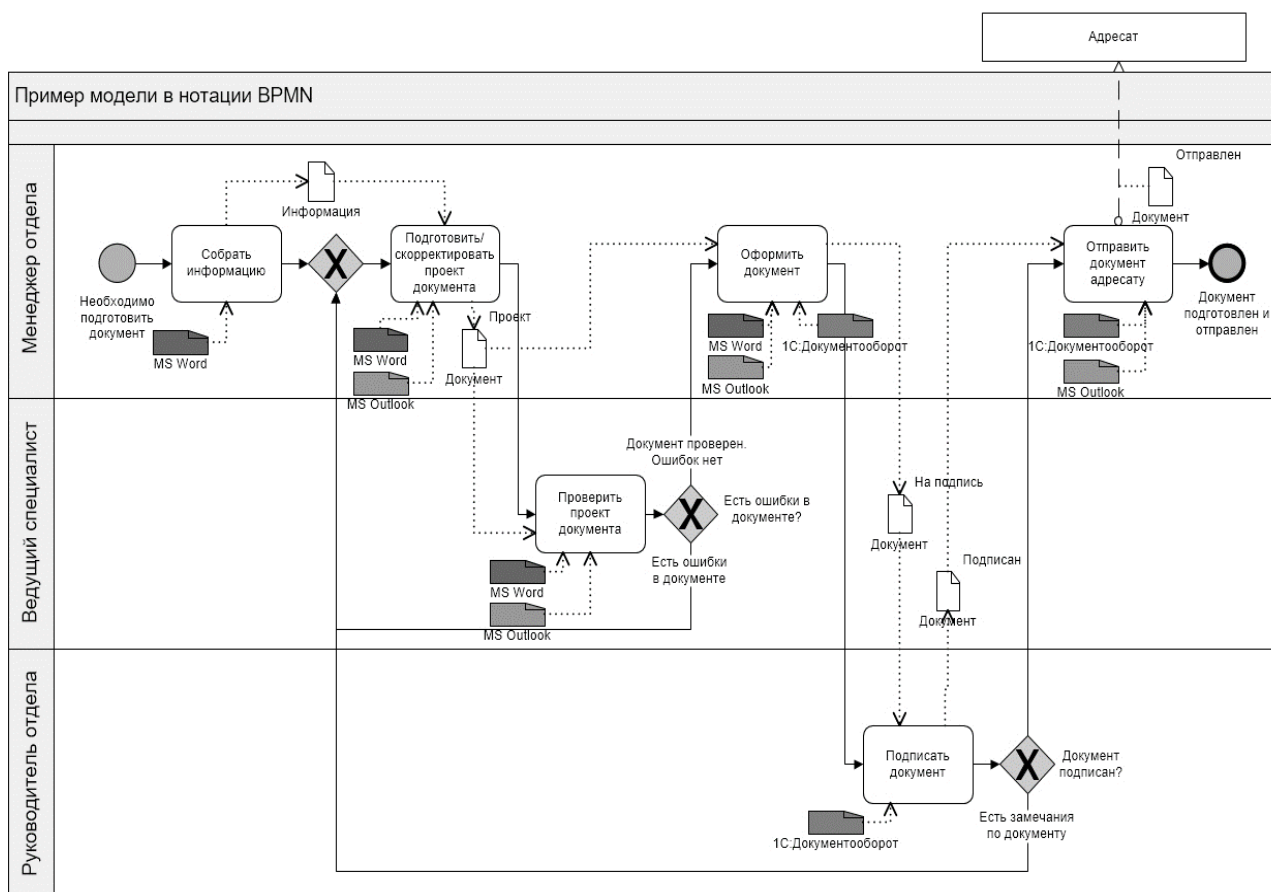 Адресат
Пример модели в нотации BPMN
Менеджер отдела
Необходимо
подготовить
документ
Собрать
информацию
MS Word
Информация
X
Подготовить/
скорректировать
проект
документа
MS Word
MS Outlook
Проект
Документ
Оформить
документ
MS Word
MS Outlook
1С:Документооборот
Отправлен
Документ
Отправить
документ
адресату
1С:Документооборот
MS Outlook
Документ
подготовлен и
отправлен
Ведущий специалист
Проверить
проект
документа
MS Word
MS Outlook
Документ проверен.
Ошибок нет
X
Есть ошибки в
документе?
Есть ошибки
в документе
На подпись
Документ
Подписан
Документ
Руководитель отдела
Подписать
документ
1С:Документооборот
X
Документ
подписан?
Есть замечания
по документу